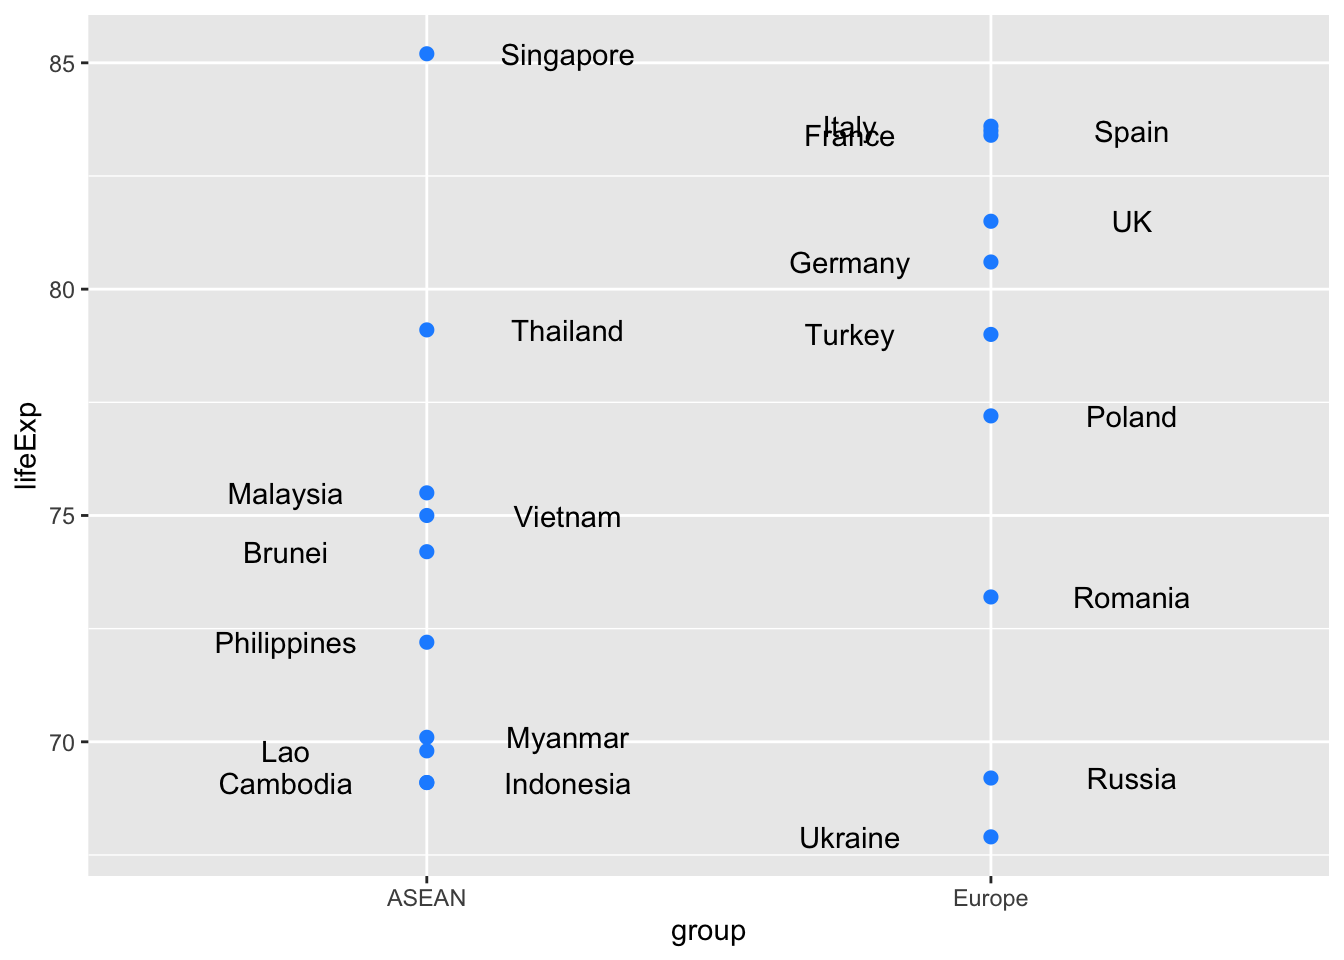 85
Singapore
Italy
France
Spain
UK
Germany
80
Thailand
Turkey
Poland
lifeExp
Malaysia
75
Vietnam
Brunei
Romania
Philippines
70
Myanmar
Lao
Cambodia
Indonesia
Russia
Ukraine
ASEAN
Europe
group